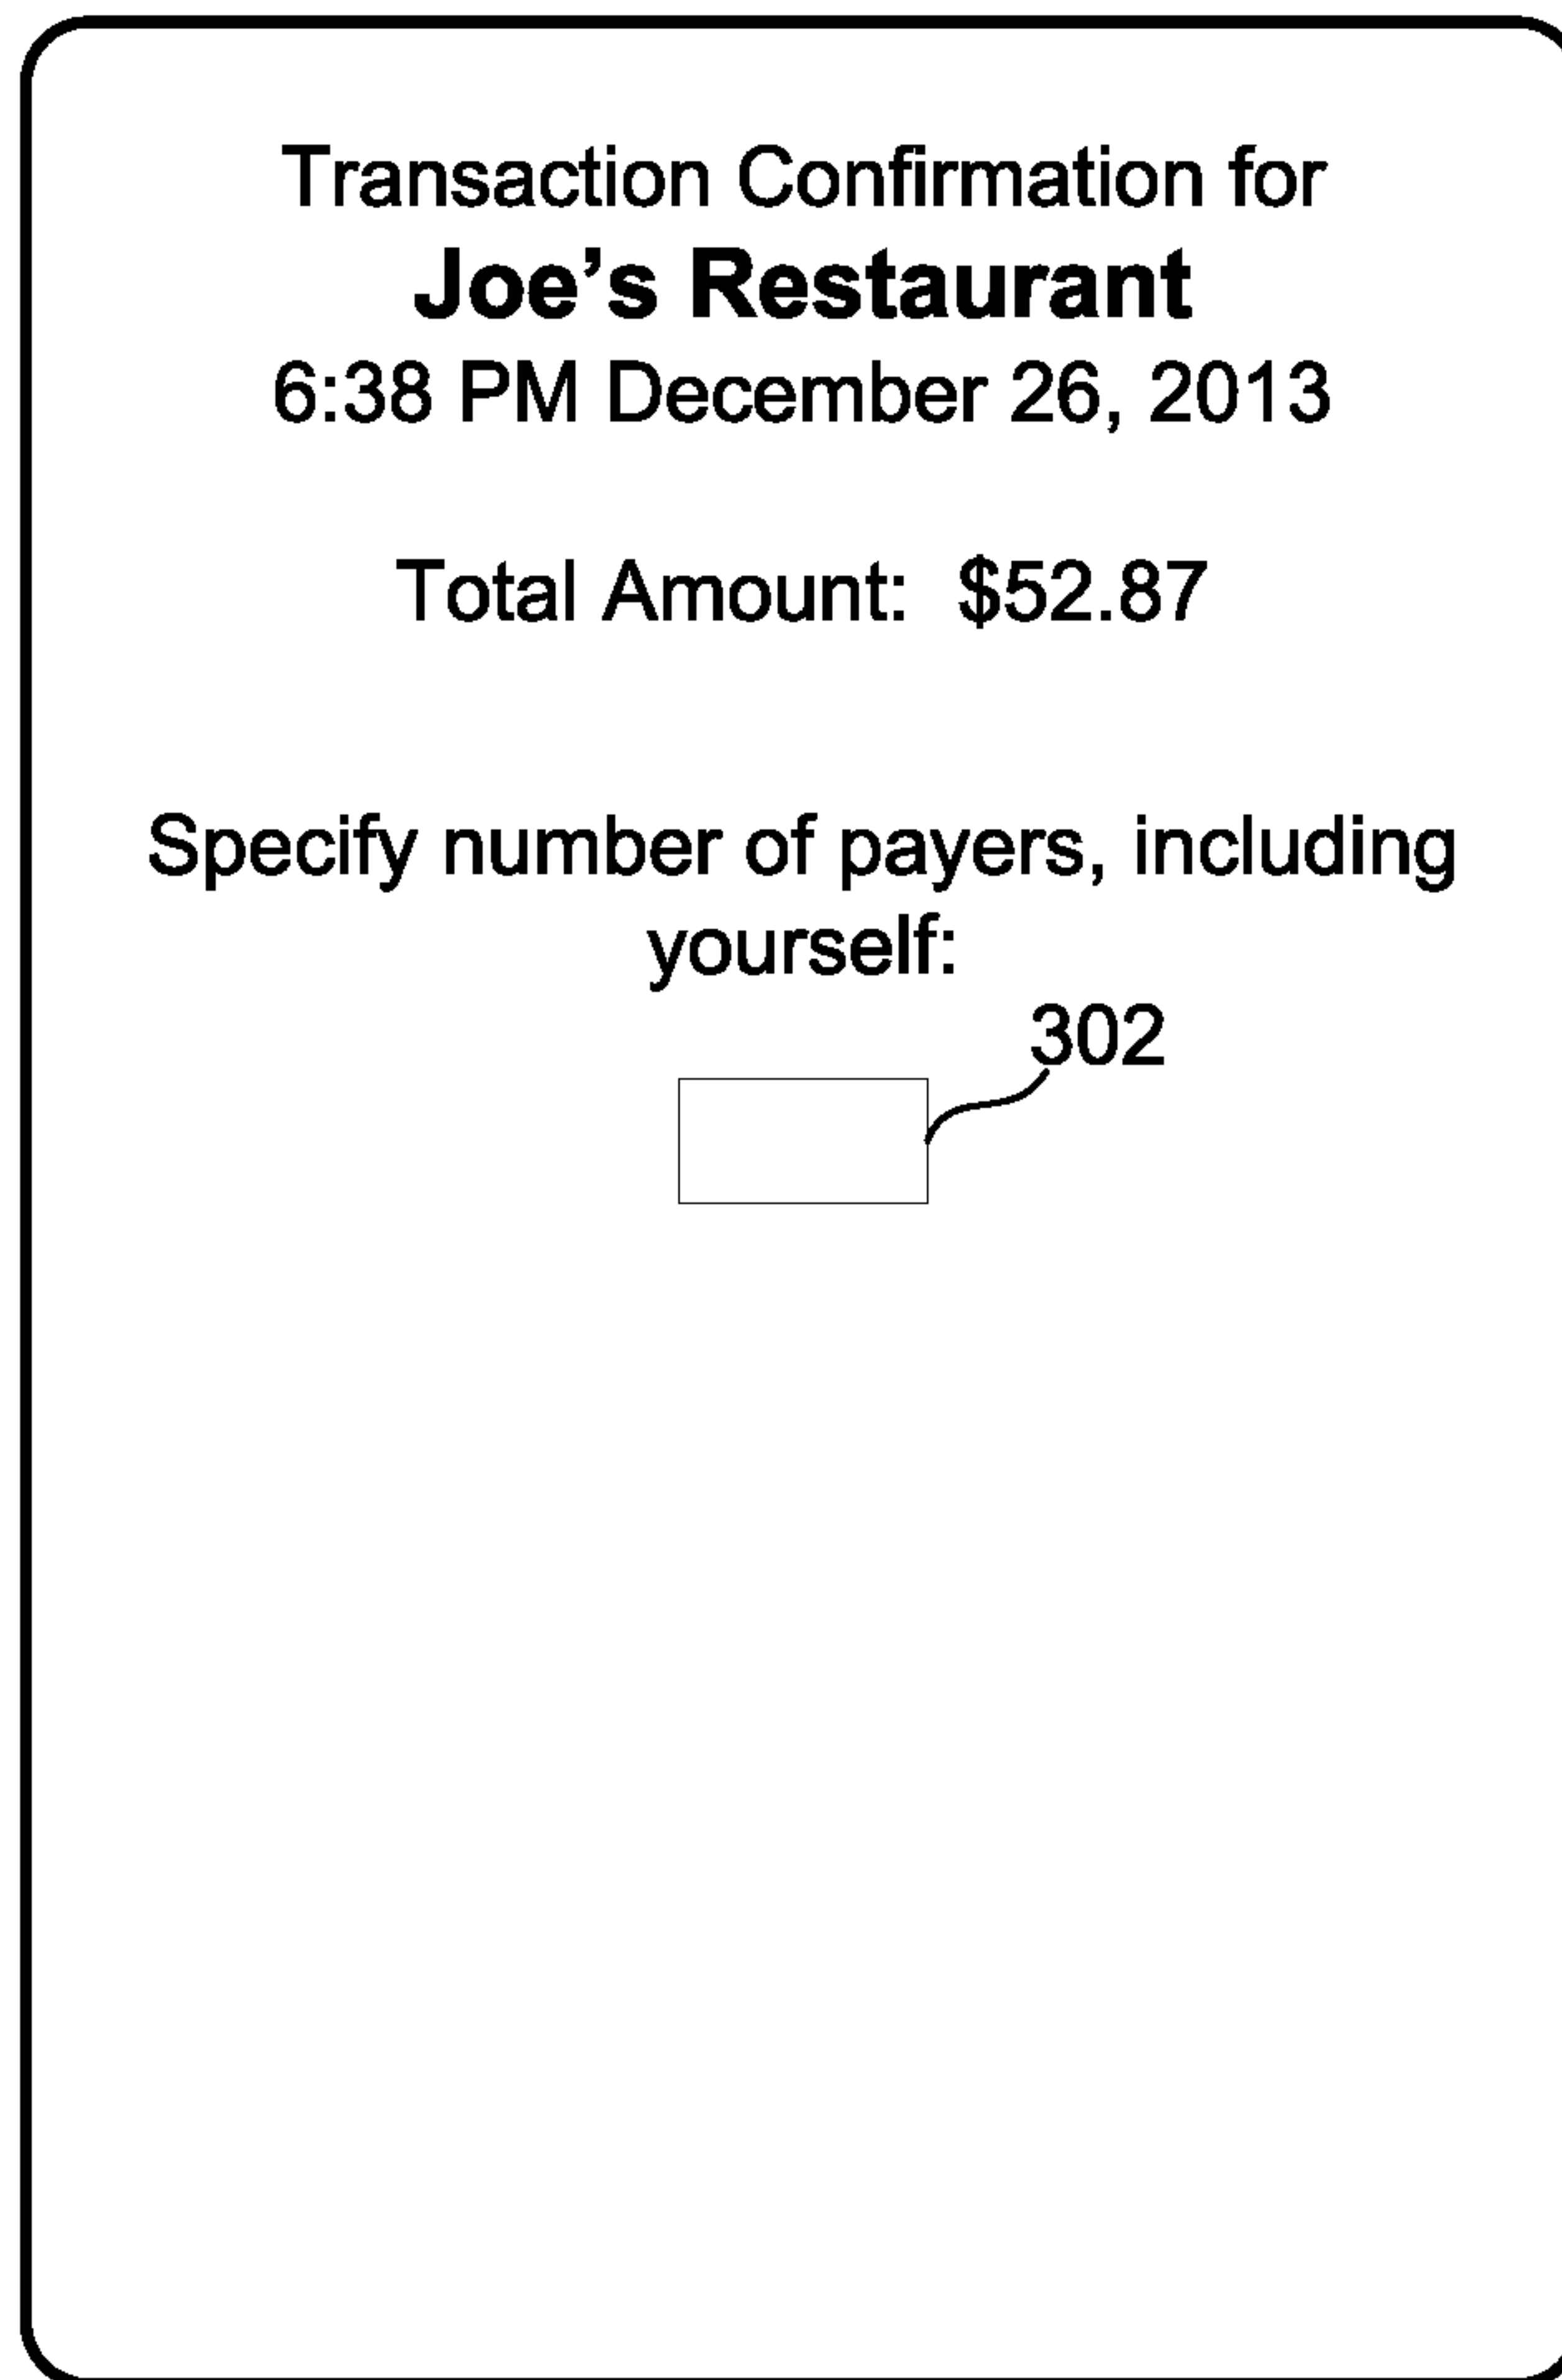 Transaction Confirmation for
Joe's Restaurant
6:38 PM December 26, 2013
Total Amount: $52.87
Specify number of payers, including
yourself:
302